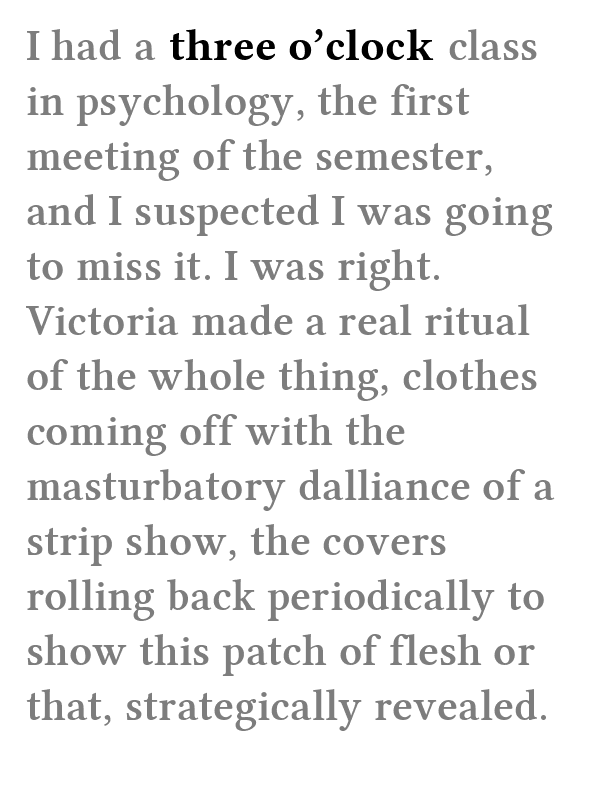 I had a three o’clock class
in psychology, the first
meeting of the semester,
and I suspected I was going
to miss it. I was right.
Victoria made a real ritual
of the whole thing, clothes
coming off with the
masturbatory dalliance of a
strip show, the covers
rolling back periodically to
show this patch of flesh or
that, strategically revealed.